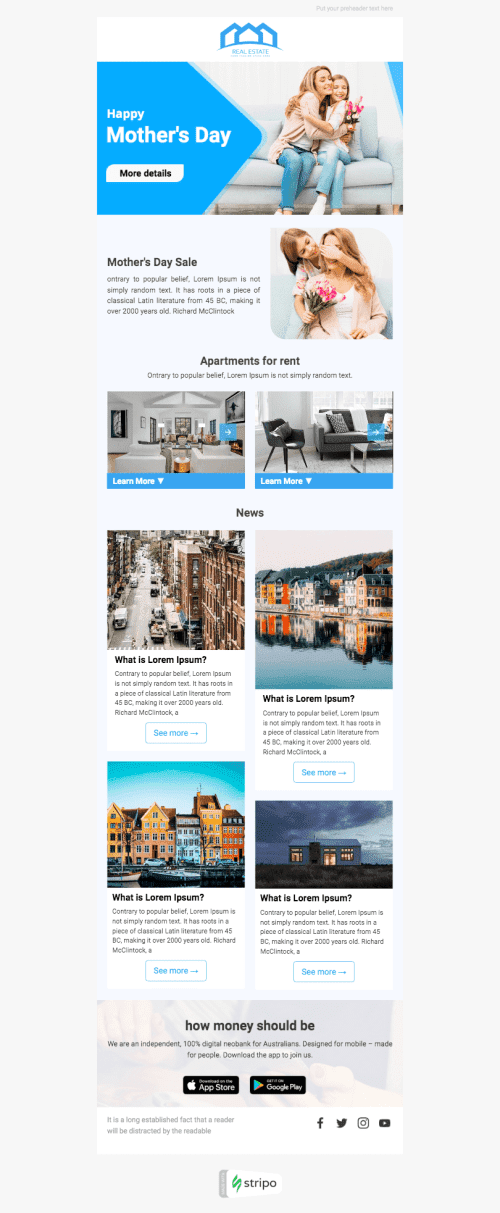 Put your preheader text here
REAL ESTATE
Happy
Mother's Day
More details
Mother's Day Sale
ontrary to popular belief, Lorem Ipsum is not
simply random text. It has roots in a piece of
classical Latin literature from 45 BC, making it
over 2000 years old. Richard McClintock
Apartments for rent
Ontrary to popular belief, Lorem Ipsum is not simply random text.
Learn More ▼
Learn More ▼
News
What is Lorem Ipsum?
Contrary to popular belief, Lorem Ipsum
is not simply random text. It has roots in
a piece of classical Latin literature from
45 BC, making it over 2000 years old.
Richard McClintock, a
See more →
What is Lorem Ipsum?
Contrary to popular belief, Lorem Ipsum
is not simply random text. It has roots in
a piece of classical Latin literature from
45 BC, making it over 2000 years old.
Richard McClintock, a
See more →
What is Lorem Ipsum?
Contrary to popular belief, Lorem Ipsum is
not simply random text. It has roots in a
piece of classical Latin literature from 45
BC, making it over 2000 years old. Richard
McClintock, a
See more →
What is Lorem Ipsum?
Contrary to popular belief, Lorem Ipsum is
not simply random text. It has roots in a
piece of classical Latin literature from 45
BC, making it over 2000 years old. Richard
McClintock, a
See more →
how money should be
We are an independent, 100% digital neobank for Australians. Designed for mobile – made
for people. Download the app to join us.
Download on the
App Store
GET IT ON
Google Play
It is a long established fact that a reader
will be distracted by the readable
stripo